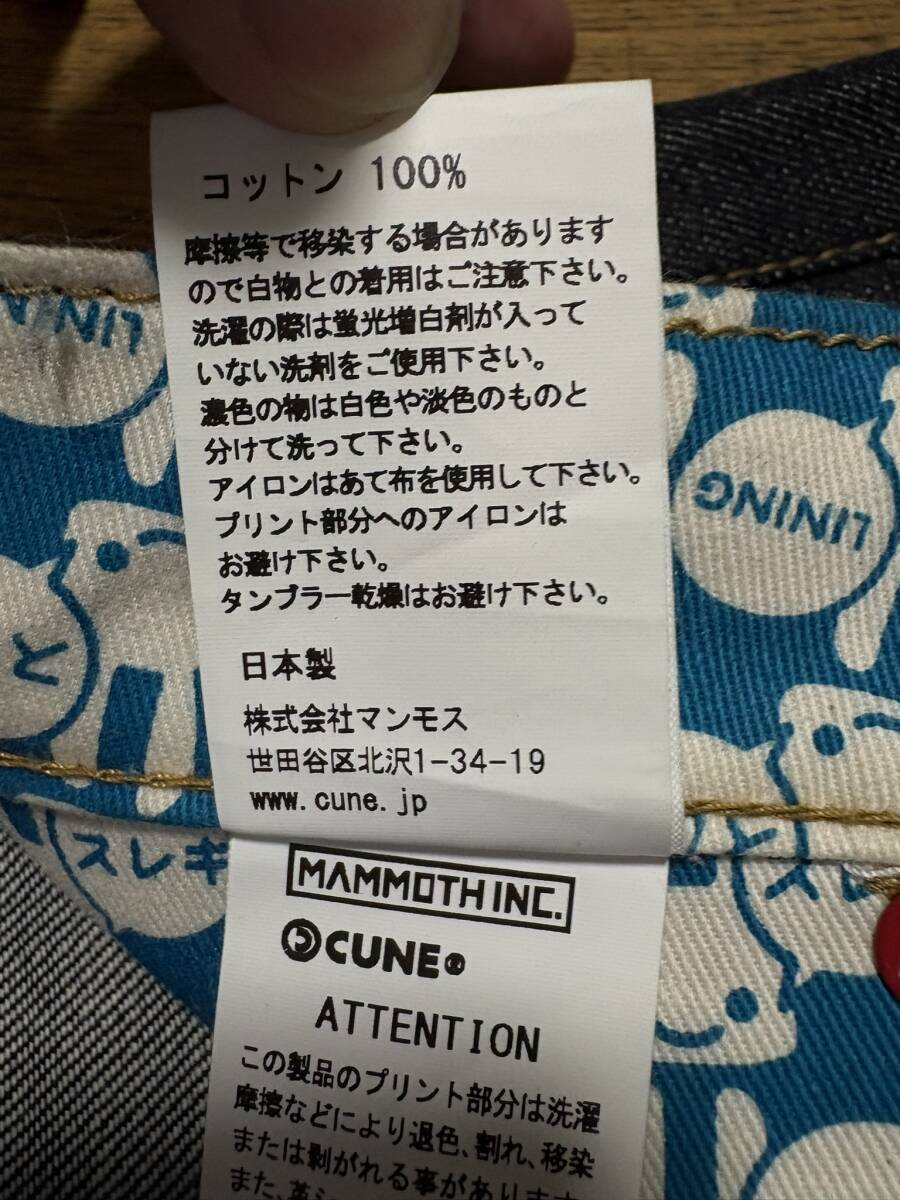 コットン 100%
摩擦等で移染する場合があります
ので白物との着用はご注意下さい。
洗濯の際は蛍光増白剤が入って
いない洗剤をご使用下さい。
濃色の物は白色や淡色のものと
分けて洗って下さい。
アイロンはあて布を使用して下さい。
プリント部分へのアイロンは
お避け下さい。
タンブラー乾燥はお避け下さい。
日本製
株式会社マンモス
世田谷区北沢1-34-19
www.cune.jp
MAMMOTH INC.
CUNE®
ATTENTION
この製品のプリント部分は洗濯
摩擦などにより退色、割れ、移染
または剝がれる事があります
また、
LINING
LINING
と
スレキ
と
スレ